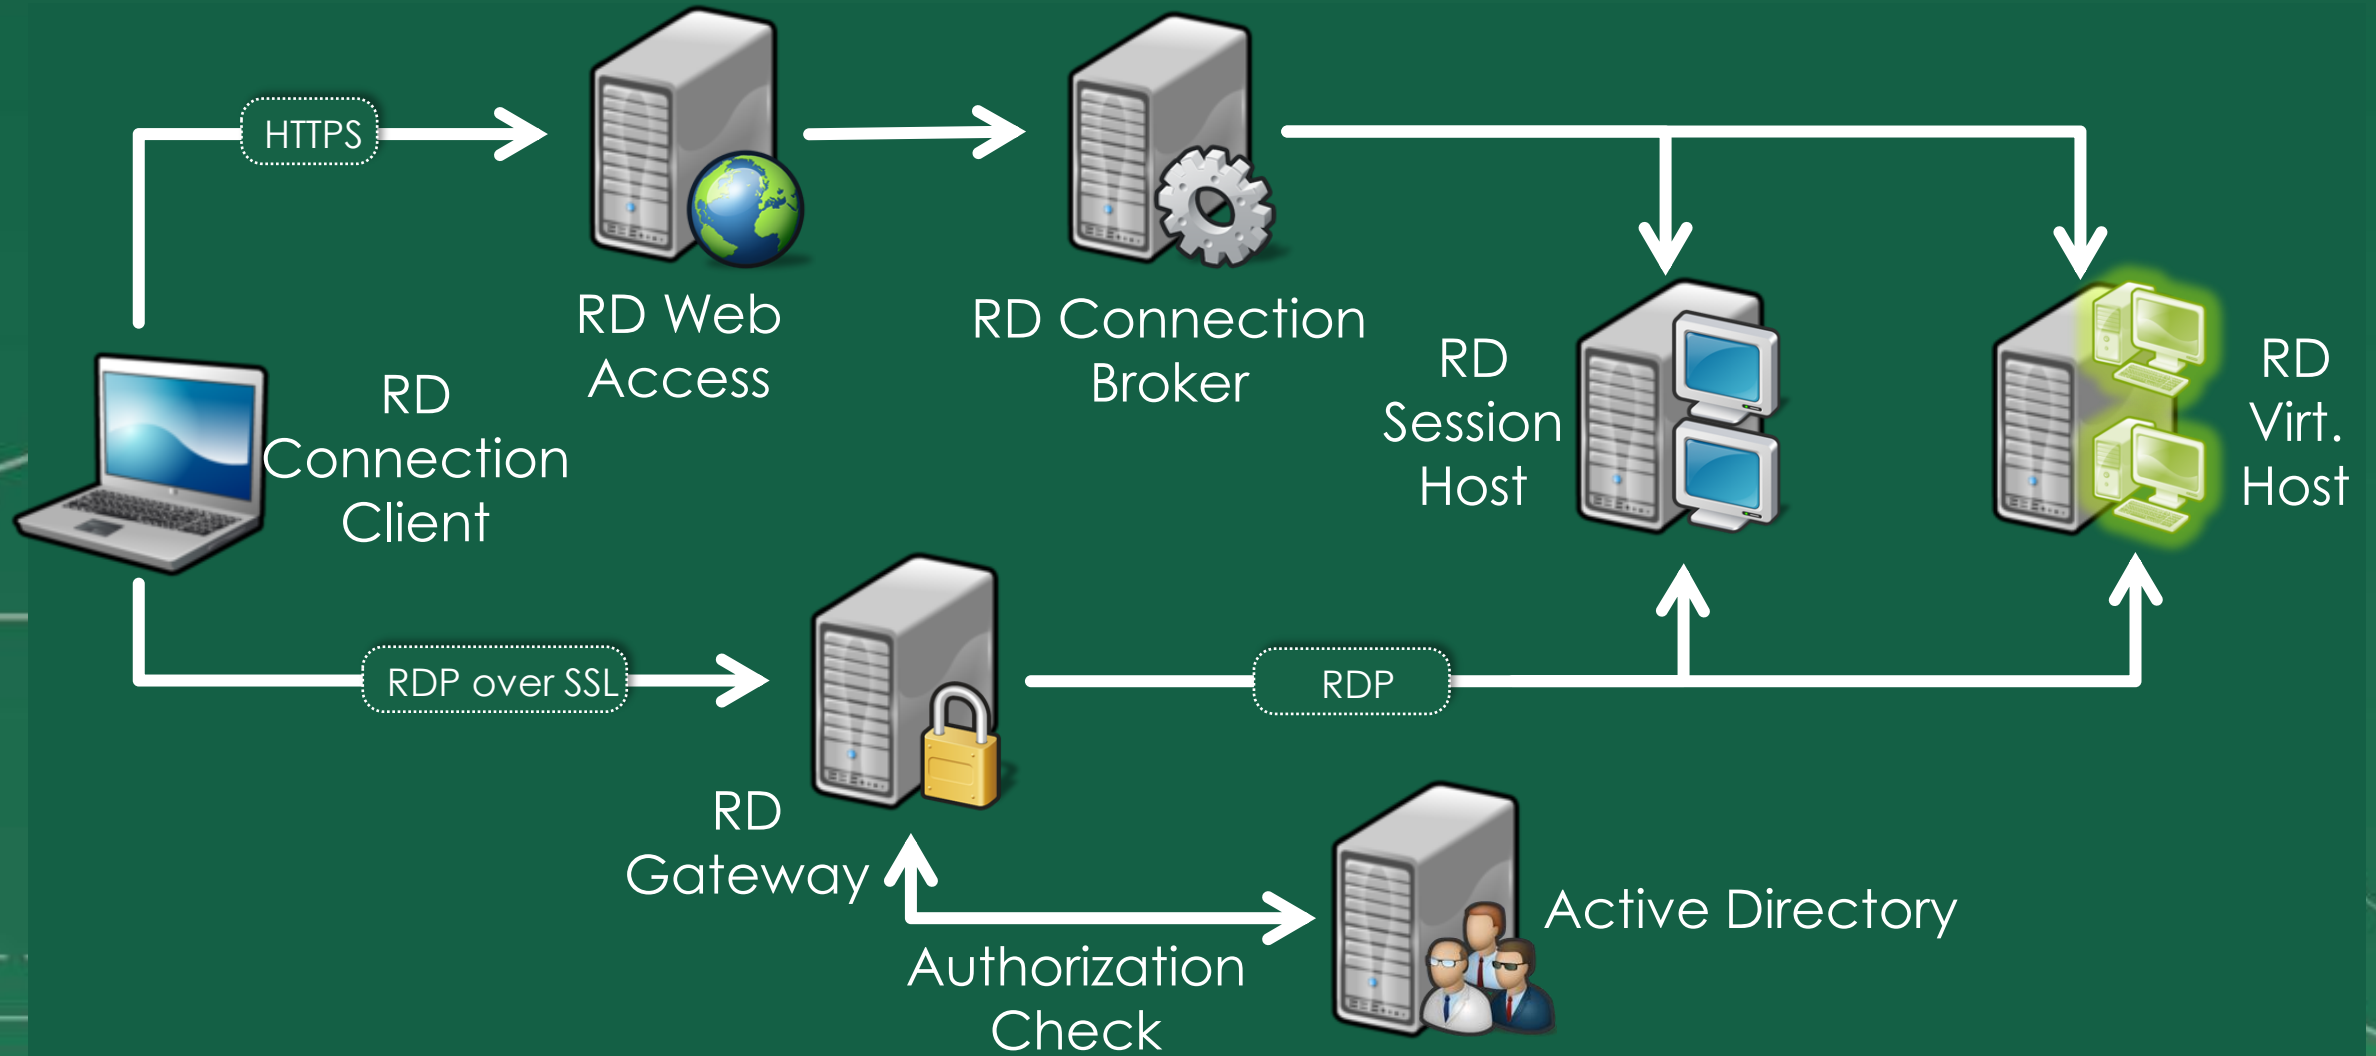 HTTPS
RD Web
Access
RD Connection
Broker
RD
Session
Host
RD
Virt.
Host
RD
Connection
Client
RDP over SSL
RDP
RD
Gateway
Active Directory
Authorization
Check